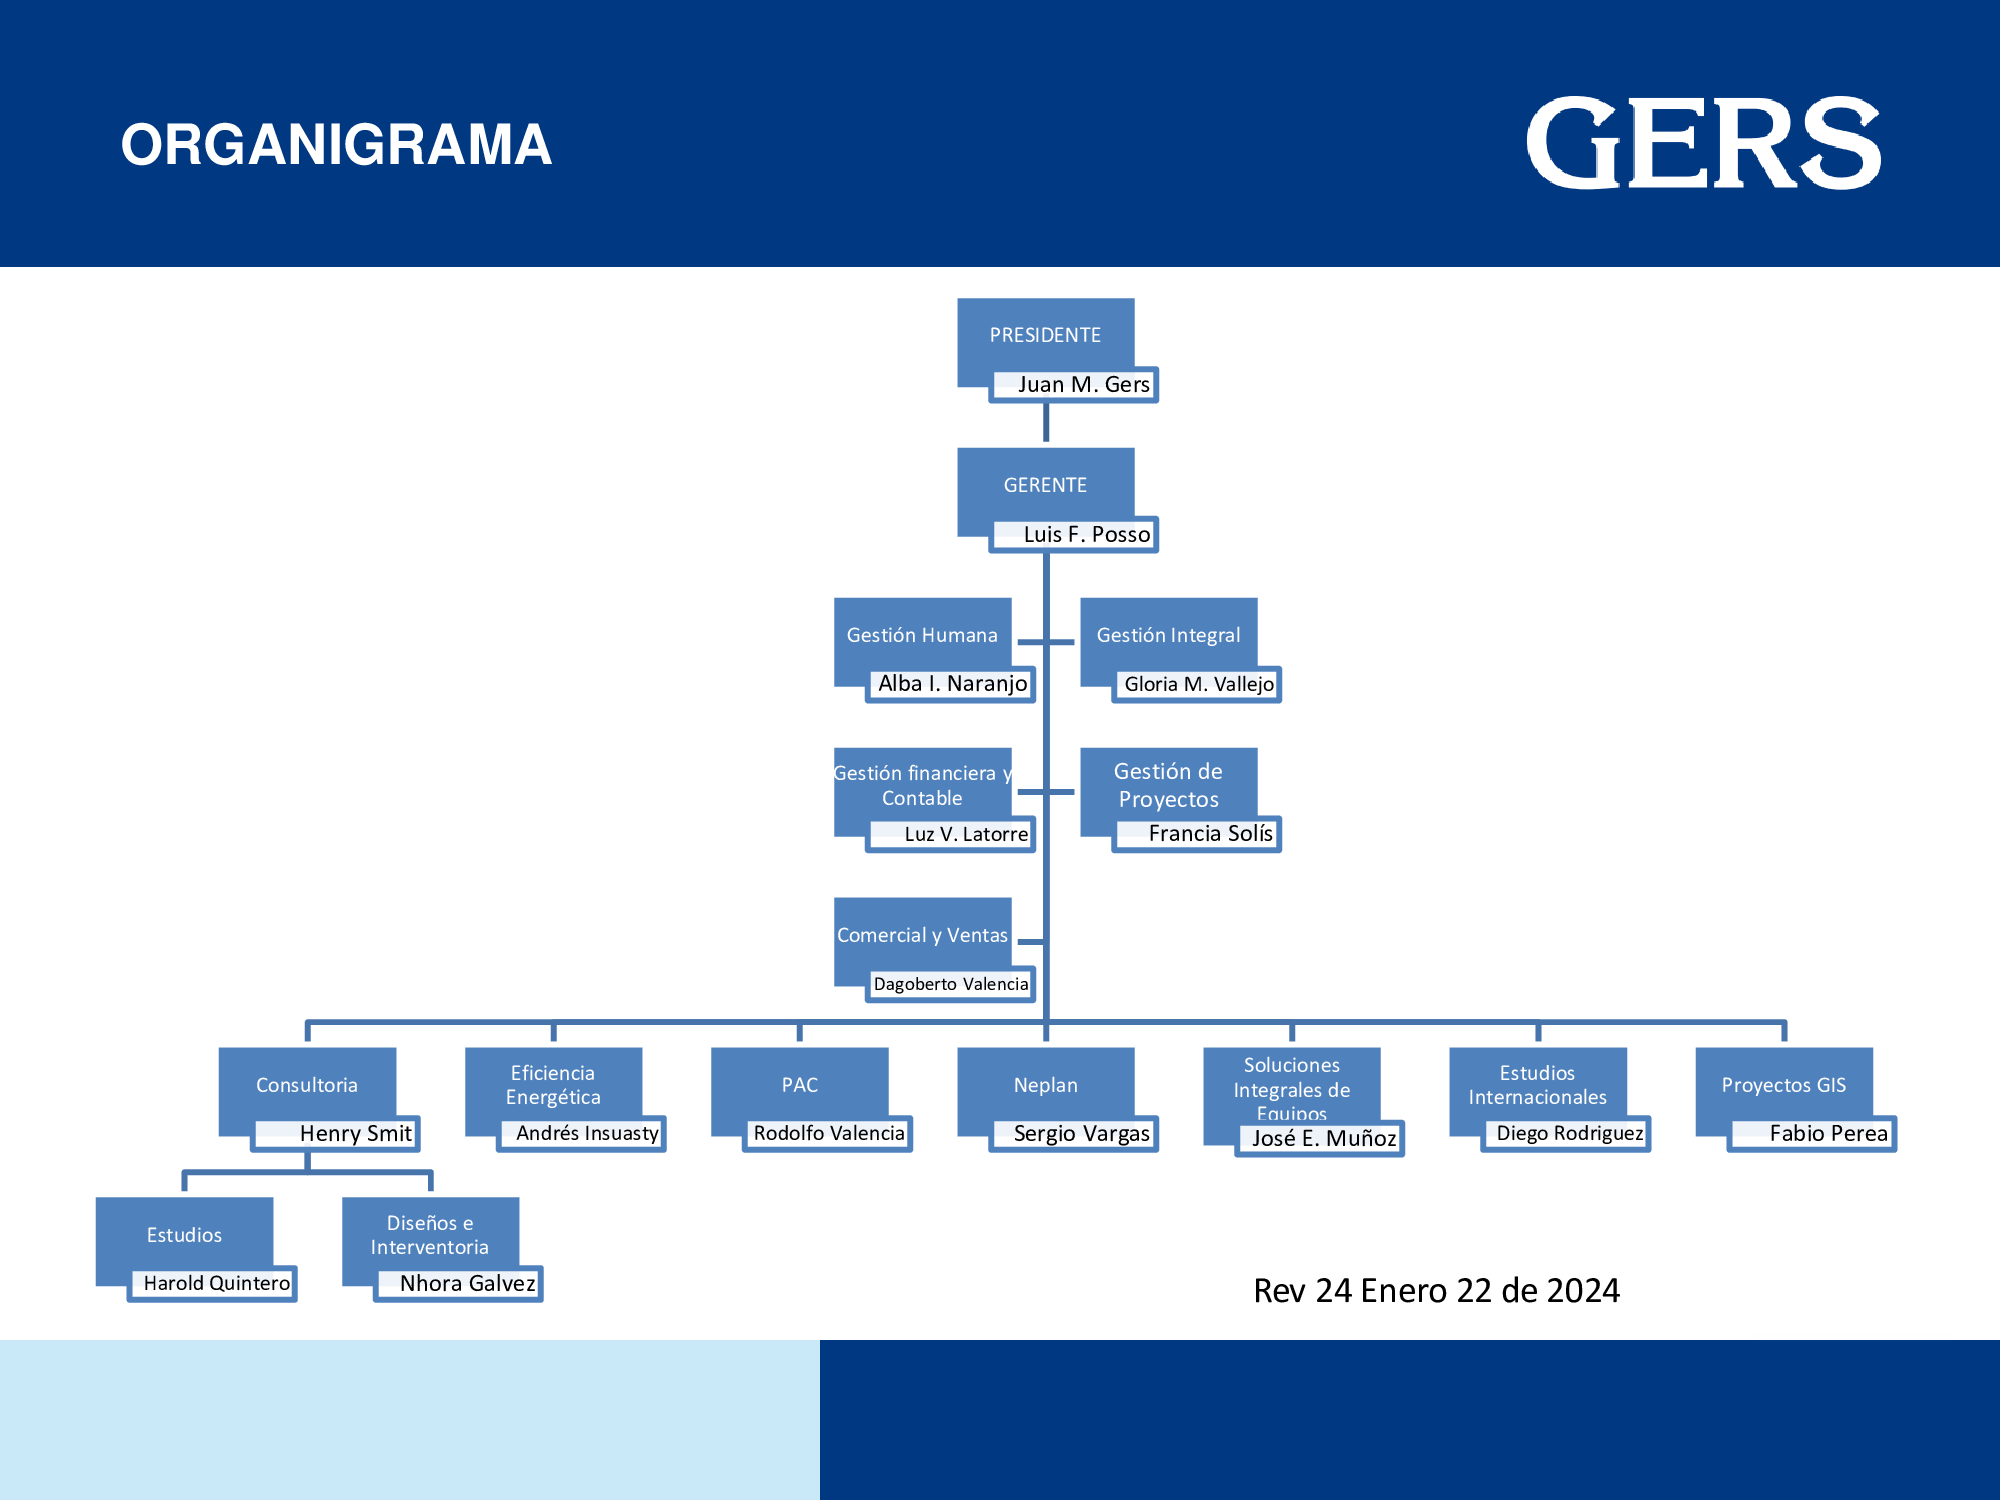 ORGANIGRAMA
GERS
PRESIDENTE
Juan M. Gers
GERENTE
Luis F. Posso
Gestión Humana
Alba I. Naranjo
Gestión Integral
Gloria M. Vallejo
Gestión financiera y
Contable
Luz V. Latorre
Gestión de
Proyectos
Francia Solís
Comercial y Ventas
Dagoberto Valencia
Consultoria
Henry Smit
Eficiencia
Energética
Andrés Insuasty
PAC
Rodolfo Valencia
Neplan
Sergio Vargas
Soluciones
Integrales de
Equipos
José E. Muñoz
Estudios
Internacionales
Diego Rodriguez
Proyectos GIS
Fabio Perea
Estudios
Harold Quintero
Diseños e
Interventoria
Nhora Galvez
Rev 24 Enero 22 de 2024